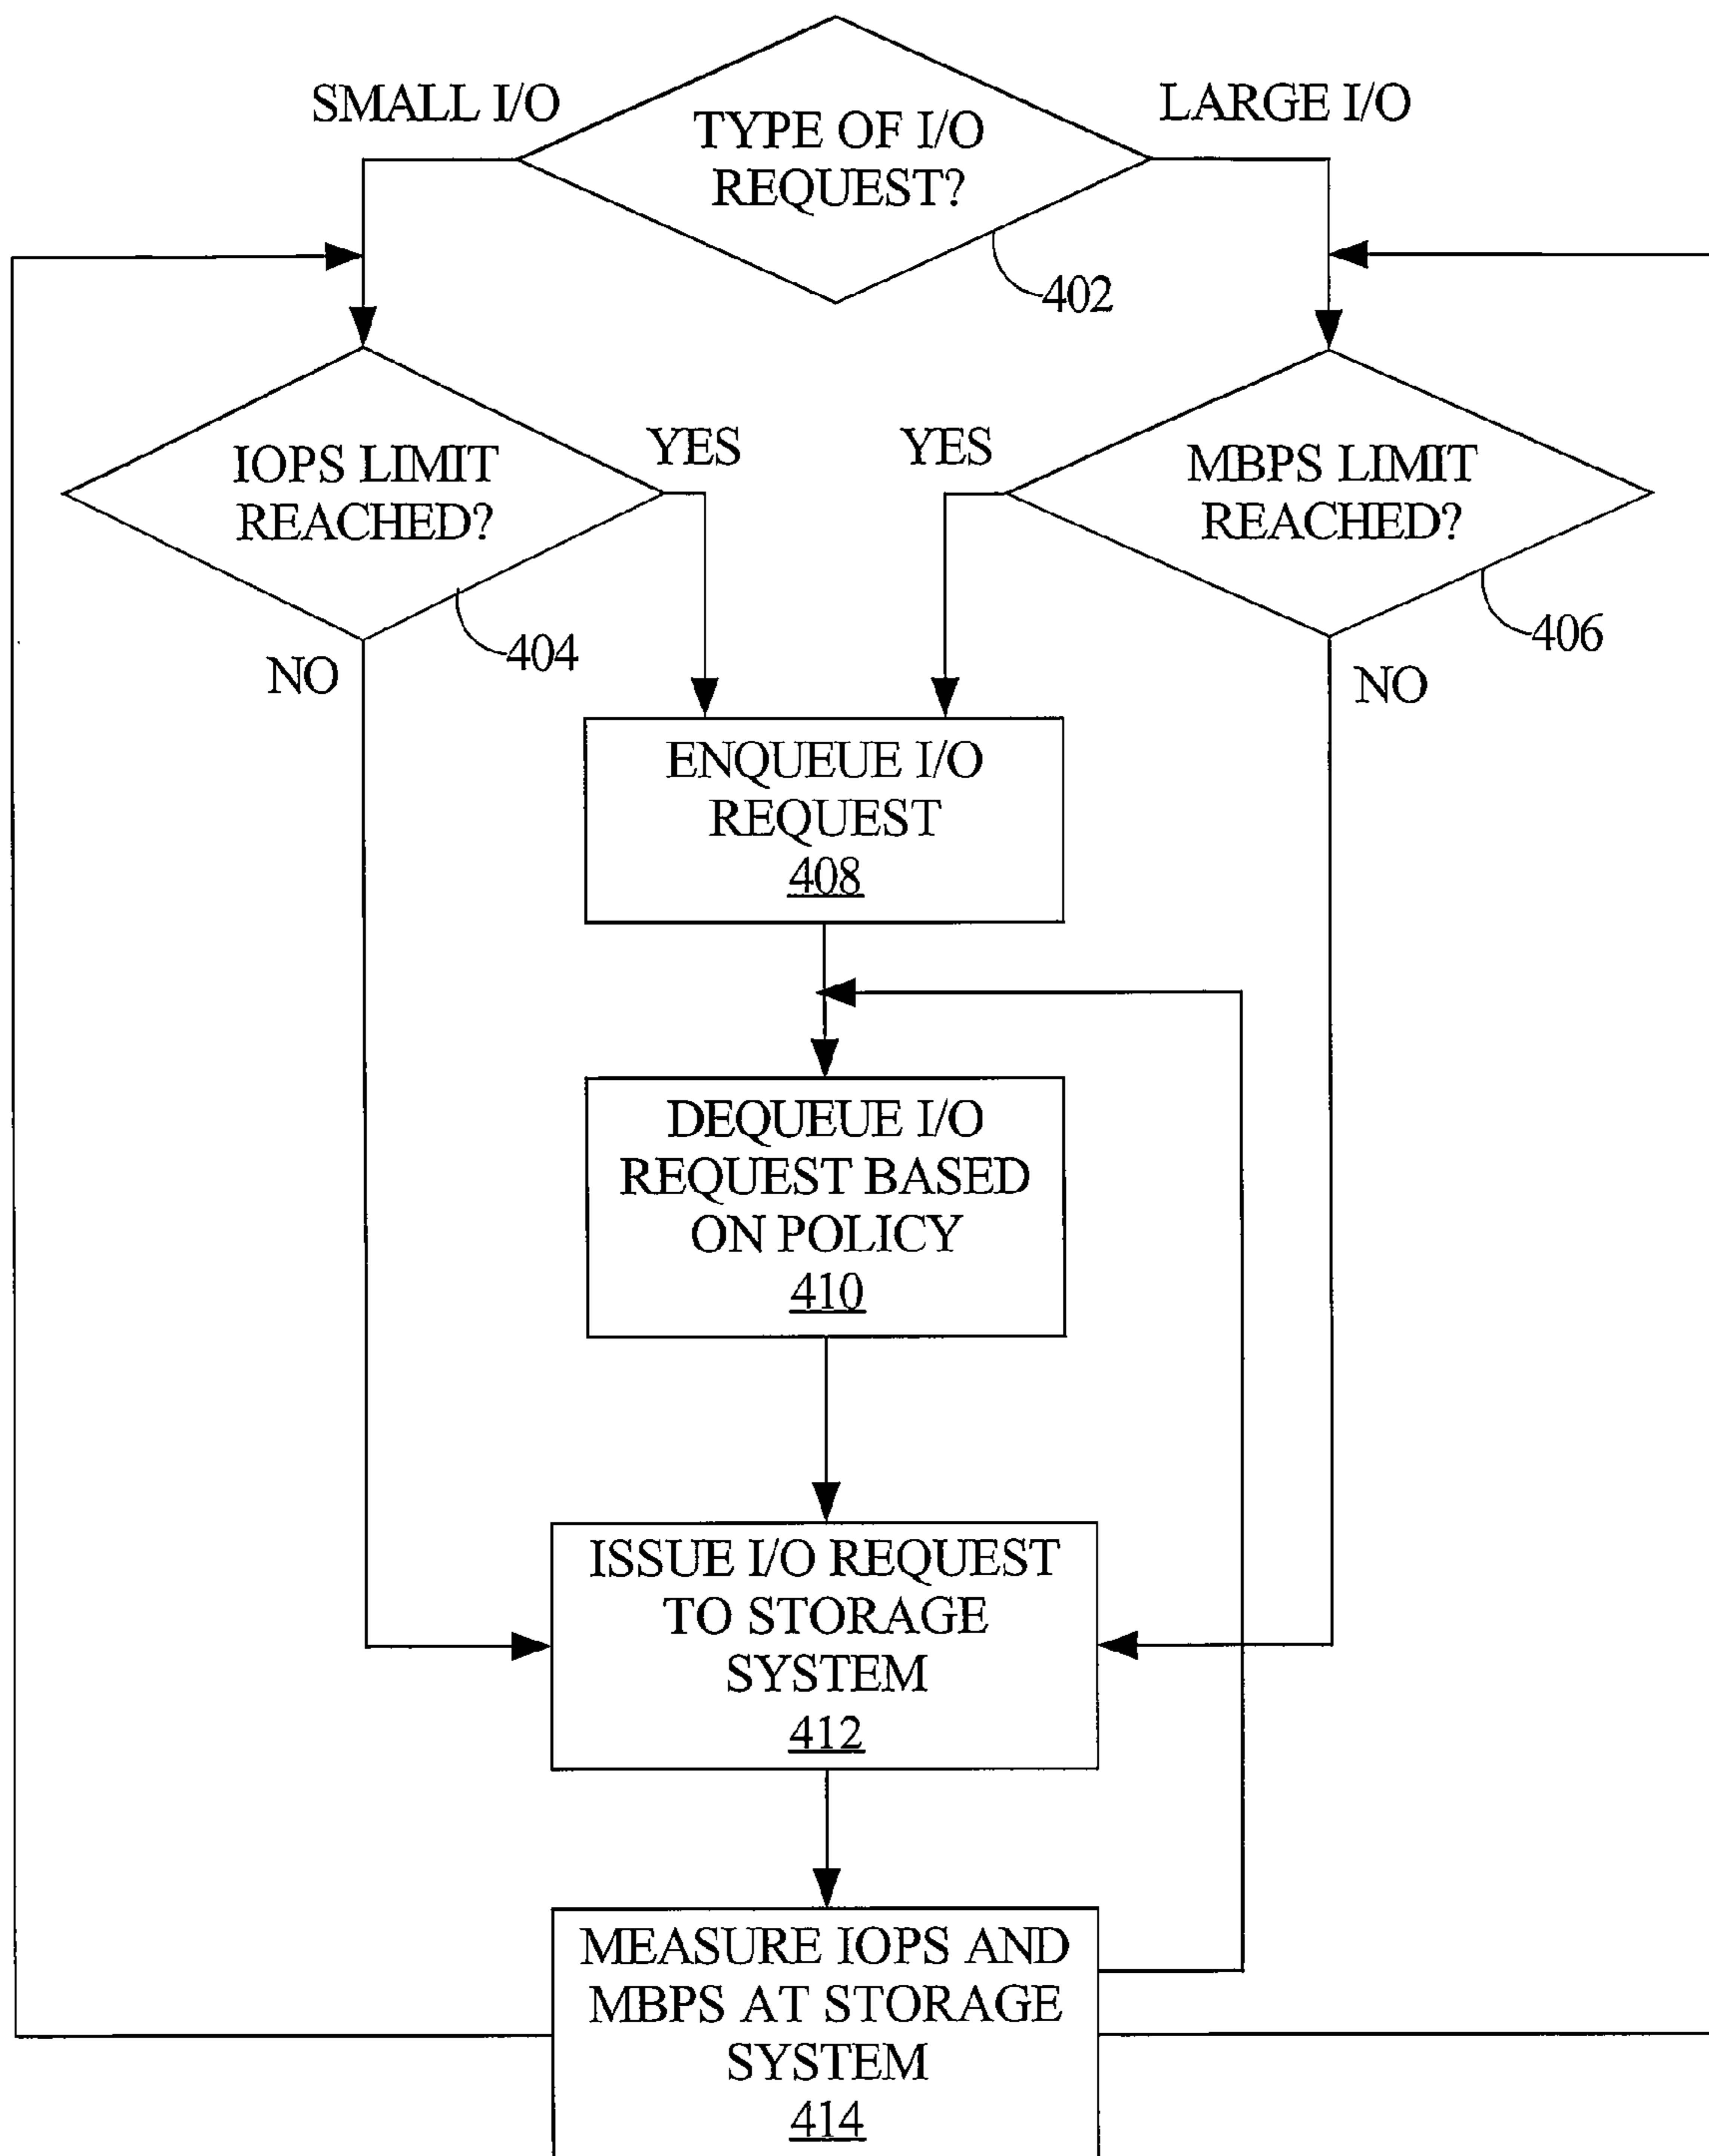 SMALL I/O
LARGE I/O
TYPE OF I/O
REQUEST?
402
IOPS LIMIT
REACHED?
YES
YES
MBPS LIMIT
REACHED?
404
406
NO
NO
ENQUEUE I/O
REQUEST
408
DEQUEUE I/O
REQUEST BASED
ON POLICY
410
ISSUE I/O REQUEST
TO STORAGE
SYSTEM
412
MEASURE IOPS AND
MBPS AT STORAGE
SYSTEM
414